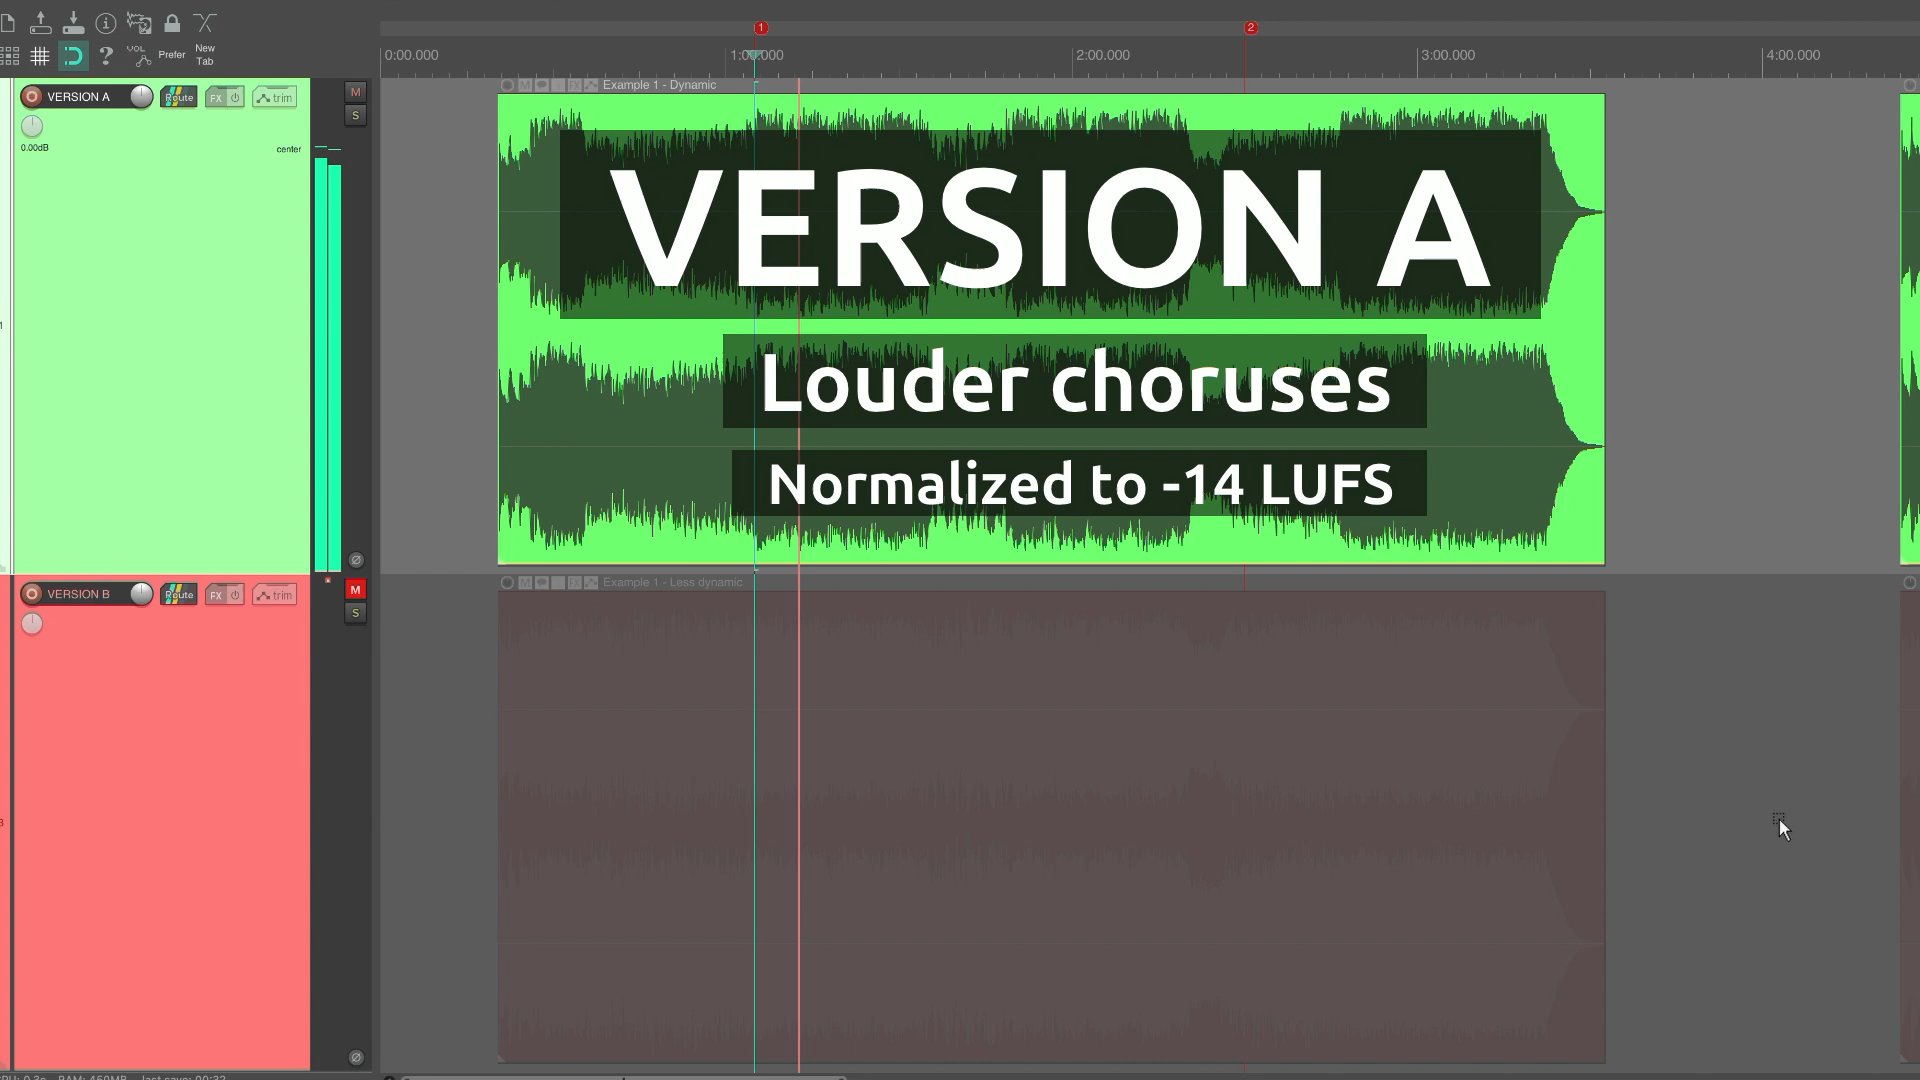 1
2
0:00.000
1:00.000
2:00.000
3:00.000
4:00.000
VOL
Prefer
New
Tab
VERSION A
Route
FX
trim
M
S
0.00dB
center
Example 1 - Dynamic
VERSION A
Louder choruses
Normalized to -14 LUFS
VERSION B
Route
FX
trim
M
S
Example 1 - Less dynamic